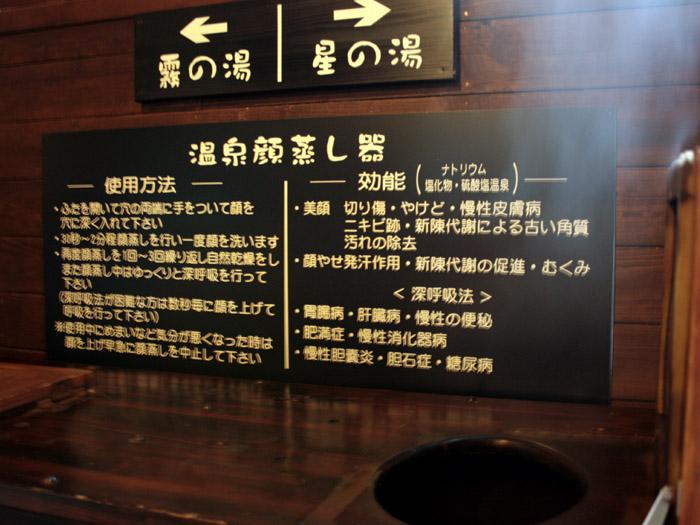 ← →
霧の湯 星の湯
温泉顔蒸し器
使用方法
・ふたを開いて穴の両端に手をついて顔を
穴に深く入れて下さい
・30秒〜2分程顔蒸しを行い一度顔を洗います
・再度顔蒸しを1回〜3回繰り返し自然乾燥をし
また顔蒸し中はゆっくりと深呼吸を行って
下さい
(深呼吸法が困難な方は数秒毎に顔を上げて
呼吸を行って下さい)
※使用中にめまいなど気分が悪くなった時は
顔を上げ早急に顔蒸しを中止して下さい
効能(ナトリウム
塩化物・硫酸塩温泉)
・美顔 切り傷・やけど・慢性皮膚病
ニキビ跡・新陳代謝による古い角質
汚れの除去
・顔やせ発汗作用・新陳代謝の促進・むくみ
<深呼吸法>
・胃腸病・肝臓病・慢性の便秘
・肥満症・慢性消化器病
・慢性胆嚢炎・胆石症・糖尿病